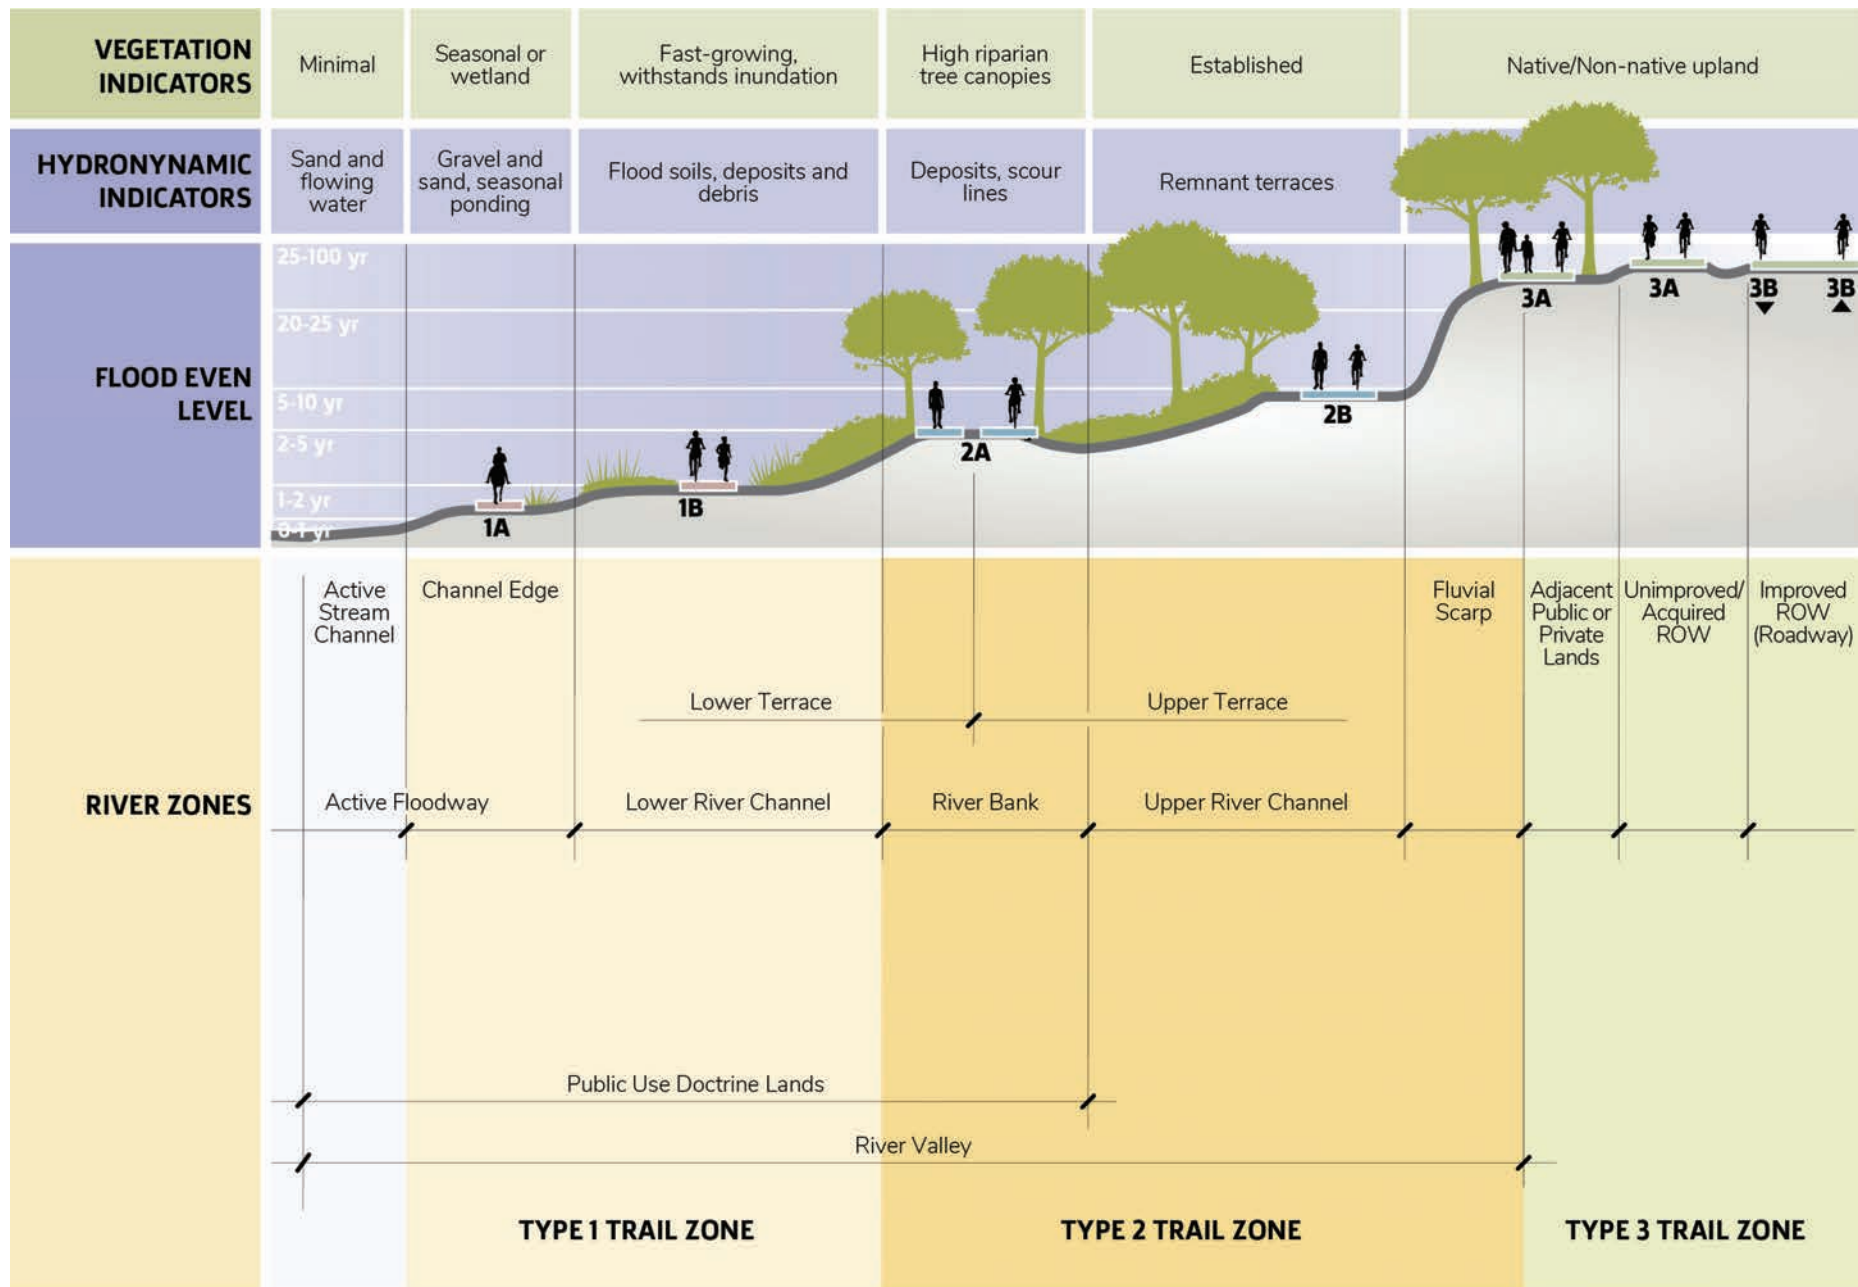 VEGETATION
INDICATORS
Minimal
Seasonal or
wetland
Fast-growing,
withstands inundation
High riparian
tree canopies
Established
Native/Non-native upland
HYDRONYNAMIC
INDICATORS
Sand and
flowing
water
Gravel and
sand, seasonal
ponding
Flood soils, deposits and
debris
Deposits, scour
lines
Remnant terraces
FLOOD EVEN
LEVEL
25-100 yr
20-25 yr
5-10 yr
2-5 yr
1-2 yr
0-1 yr
1A
1B
2A
2B
3A
3A
3B
3B
RIVER ZONES
Active
Stream
Channel
Channel Edge
Fluvial
Scarp
Adjacent
Public or
Private
Lands
Unimproved/
Acquired
ROW
Improved
ROW
(Roadway)
Lower Terrace
Upper Terrace
Active Floodway
Lower River Channel
River Bank
Upper River Channel
Public Use Doctrine Lands
River Valley
TYPE 1 TRAIL ZONE
TYPE 2 TRAIL ZONE
TYPE 3 TRAIL ZONE